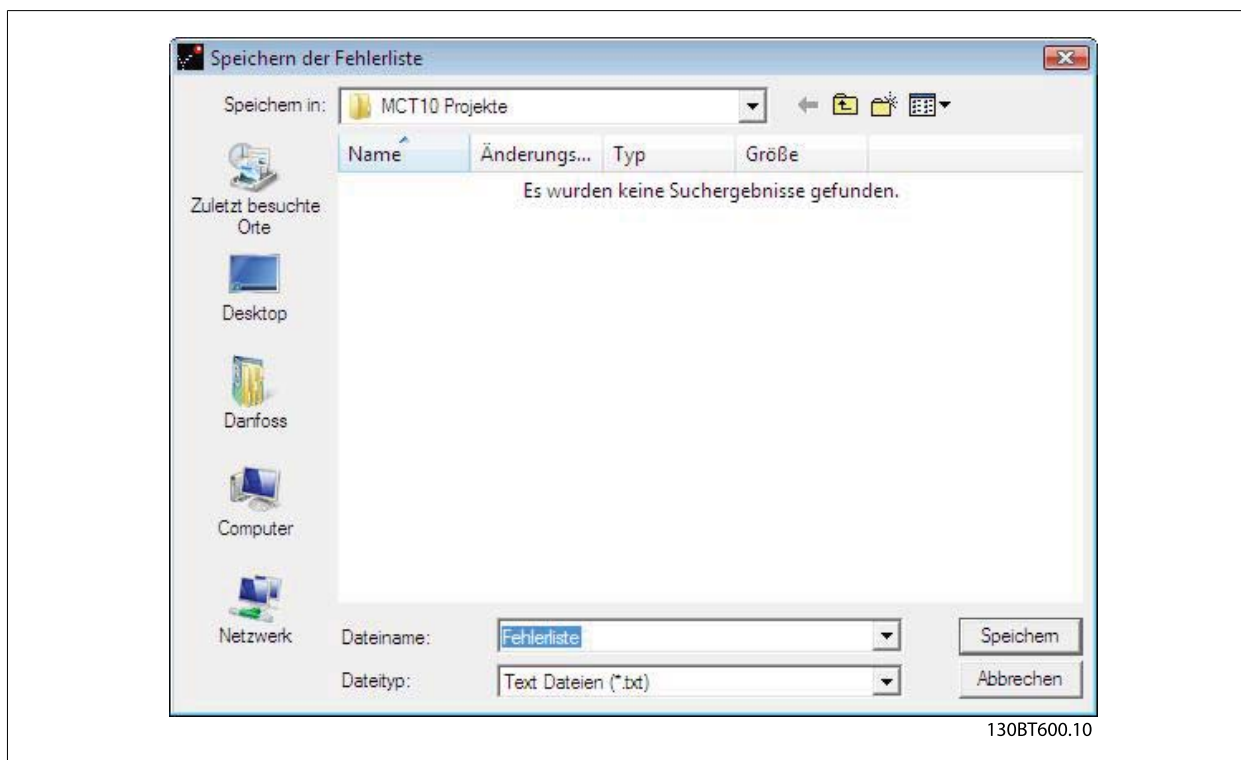 Speichern der Fehlerliste
Speichern in:
MCT10 Projekte
Name
Änderungs...
Typ
Größe
Es wurden keine Suchergebnisse gefunden.
Zuletzt besuchte
Orte
Desktop
Danfoss
Computer
Netzwerk
Dateiname:
Fehlerliste
Speichern
Dateityp:
Text Dateien (*.txt)
Abbrechen
130BT600.10